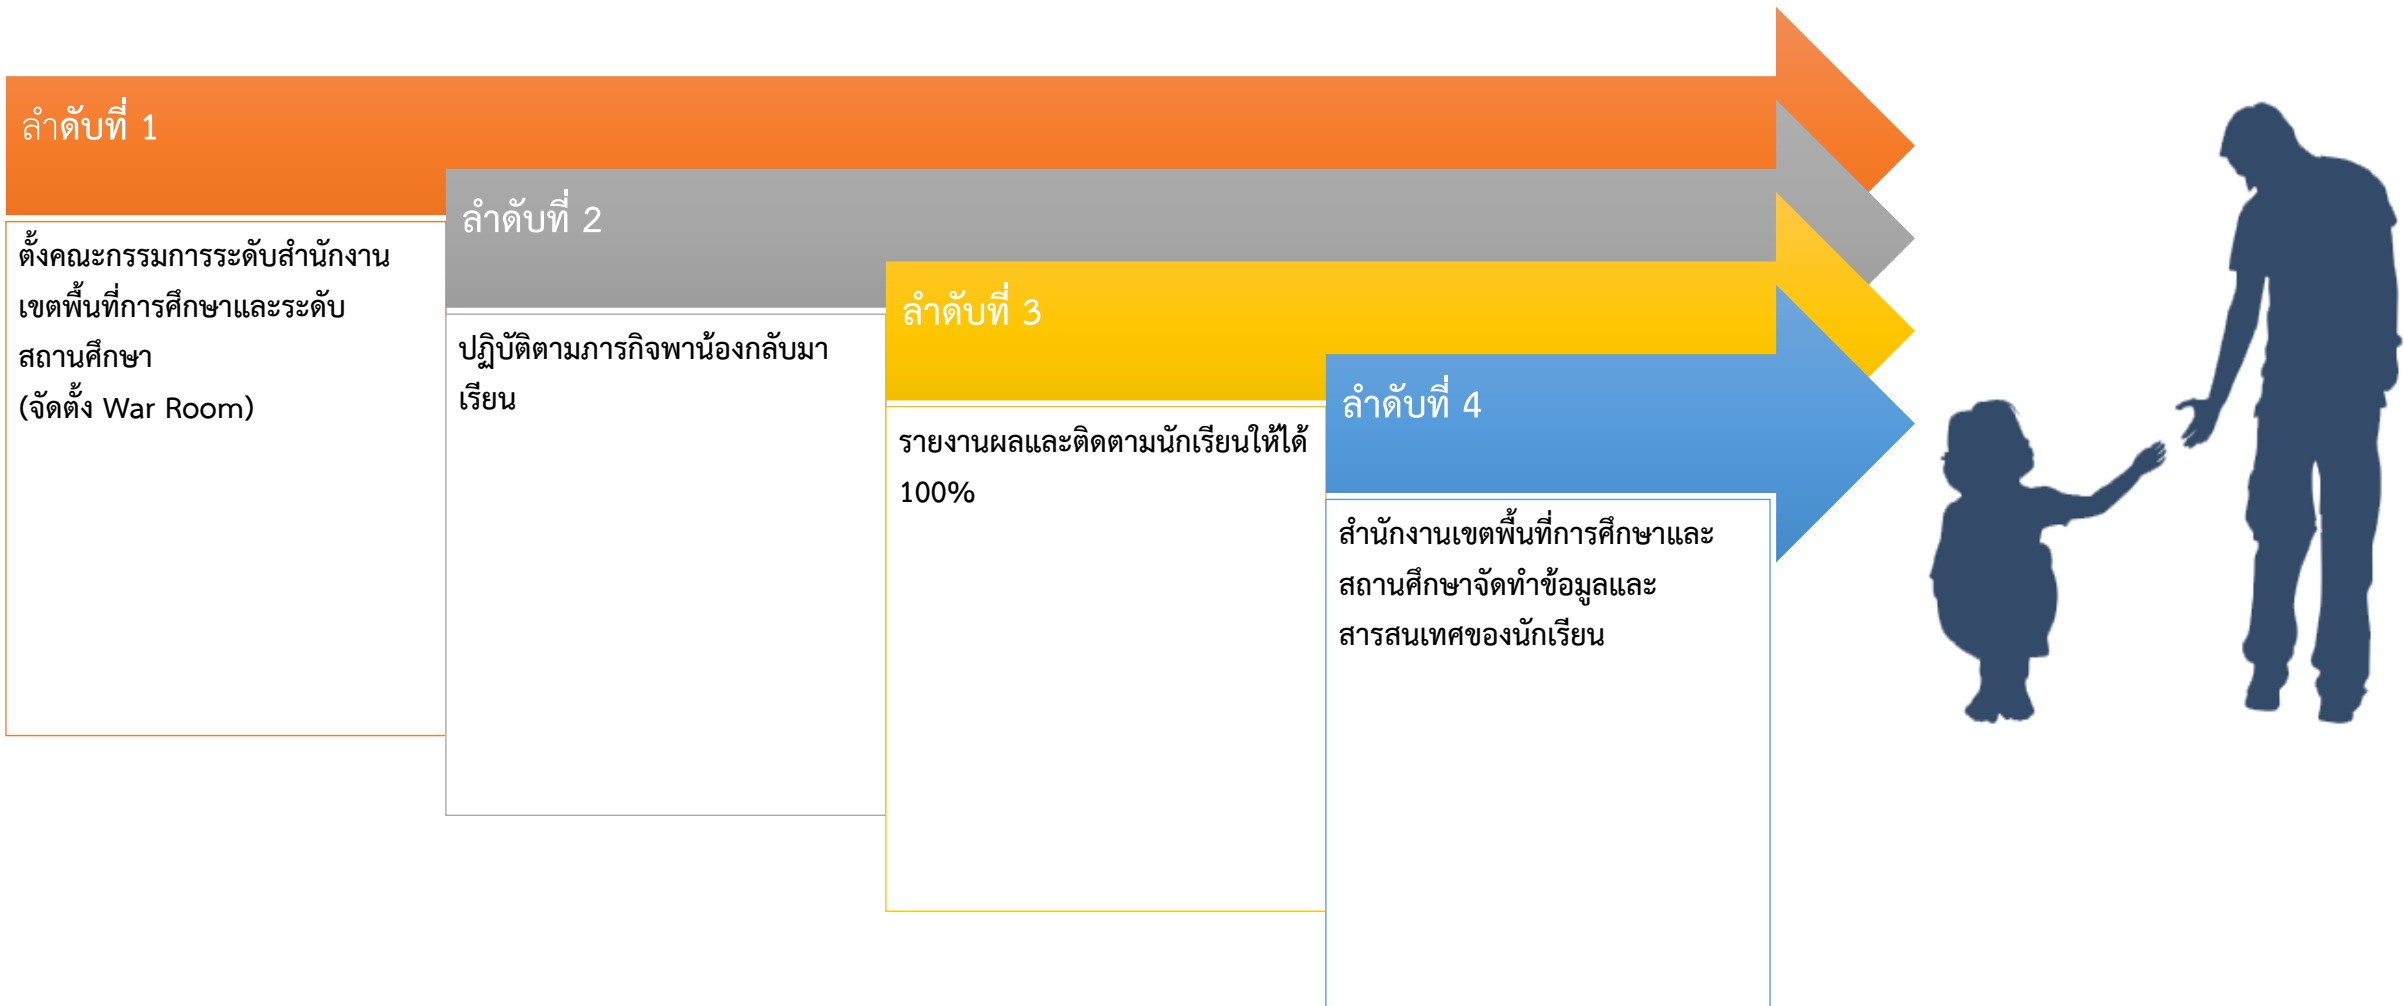 ลำดับที่ 1
ตั้งคณะกรรมการระดับสำนักงาน
เขตพื้นที่การศึกษาและระดับ
สถานศึกษา
(จัดตั้ง War Room)
ลำดับที่ 2
ปฏิบัติตามภารกิจพาน้องกลับมา
เรียน
ลำดับที่ 3
รายงานผลและติดตามนักเรียนให้ได้
100%
ลำดับที่ 4
สำนักงานเขตพื้นที่การศึกษาและ
สถานศึกษาจัดทำข้อมูลและ
สารสนเทศของนักเรียน